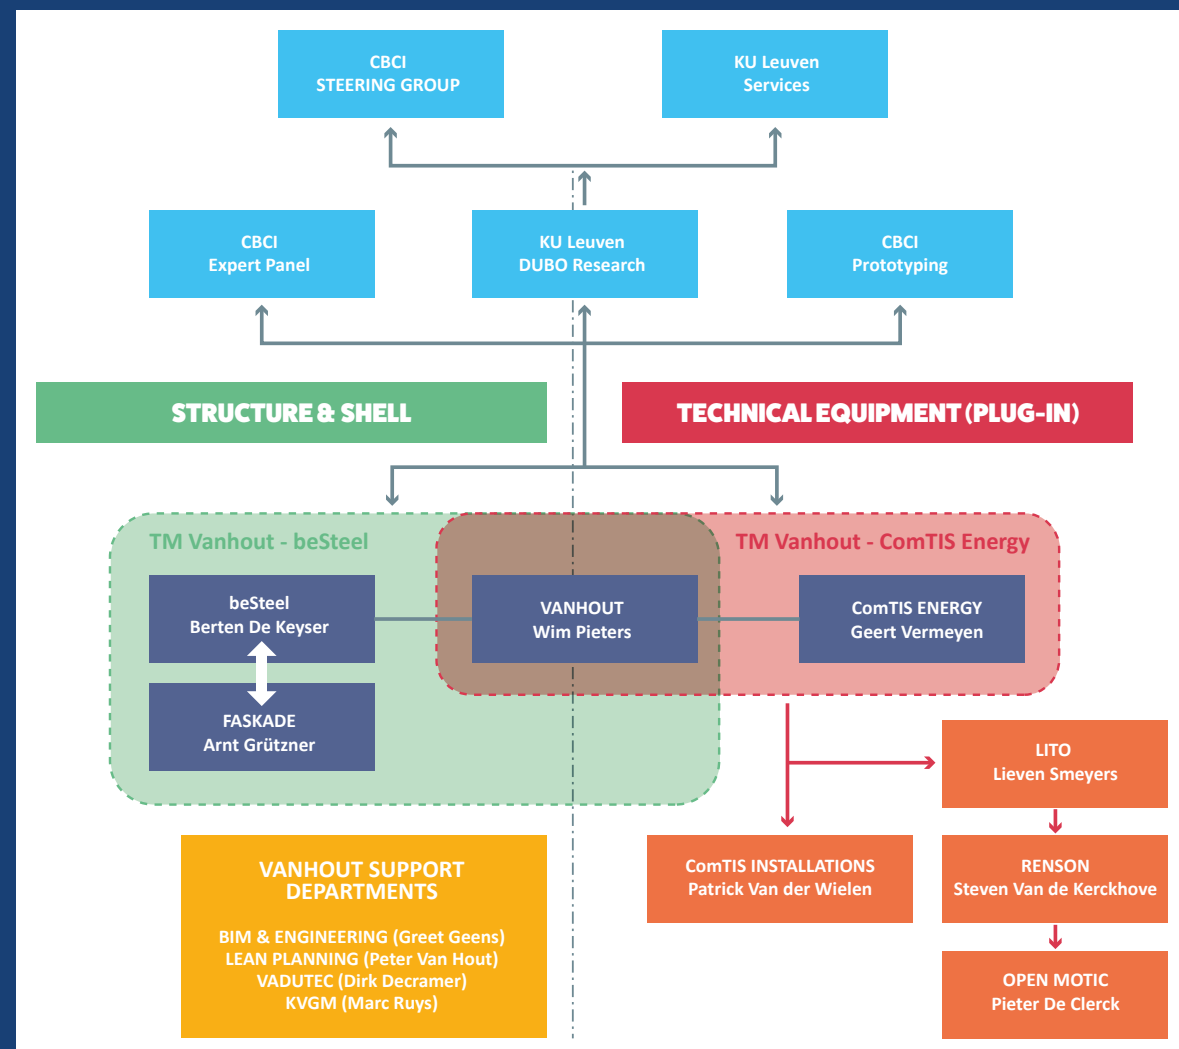 CBCI
STEERING GROUP
KU Leuven
Services
CBCI
Expert Panel
KU Leuven
DUBO Research
CBCI
Prototyping
STRUCTURE & SHELL
TECHNICAL EQUIPMENT (PLUG-IN)
TM Vanhout - beSteel
TM Vanhout - ComTIS Energy
beSteel
Berten De Keyser
VANHOUT
Wim Pieters
ComTIS ENERGY
Geert Vermeyen
FASKADE
Arnt Grützner
LITO
Lieven Smeyers
VANHOUT SUPPORT
DEPARTMENTS
BIM & ENGINEERING (Greet Geens)
LEAN PLANNING (Peter Van Hout)
VADUTEC (Dirk Decramer)
KVGM (Marc Ruys)
ComTIS INSTALLATIONS
Patrick Van der Wielen
RENSON
Steven Van de Kerckhove
OPEN MOTIC
Pieter De Clerck